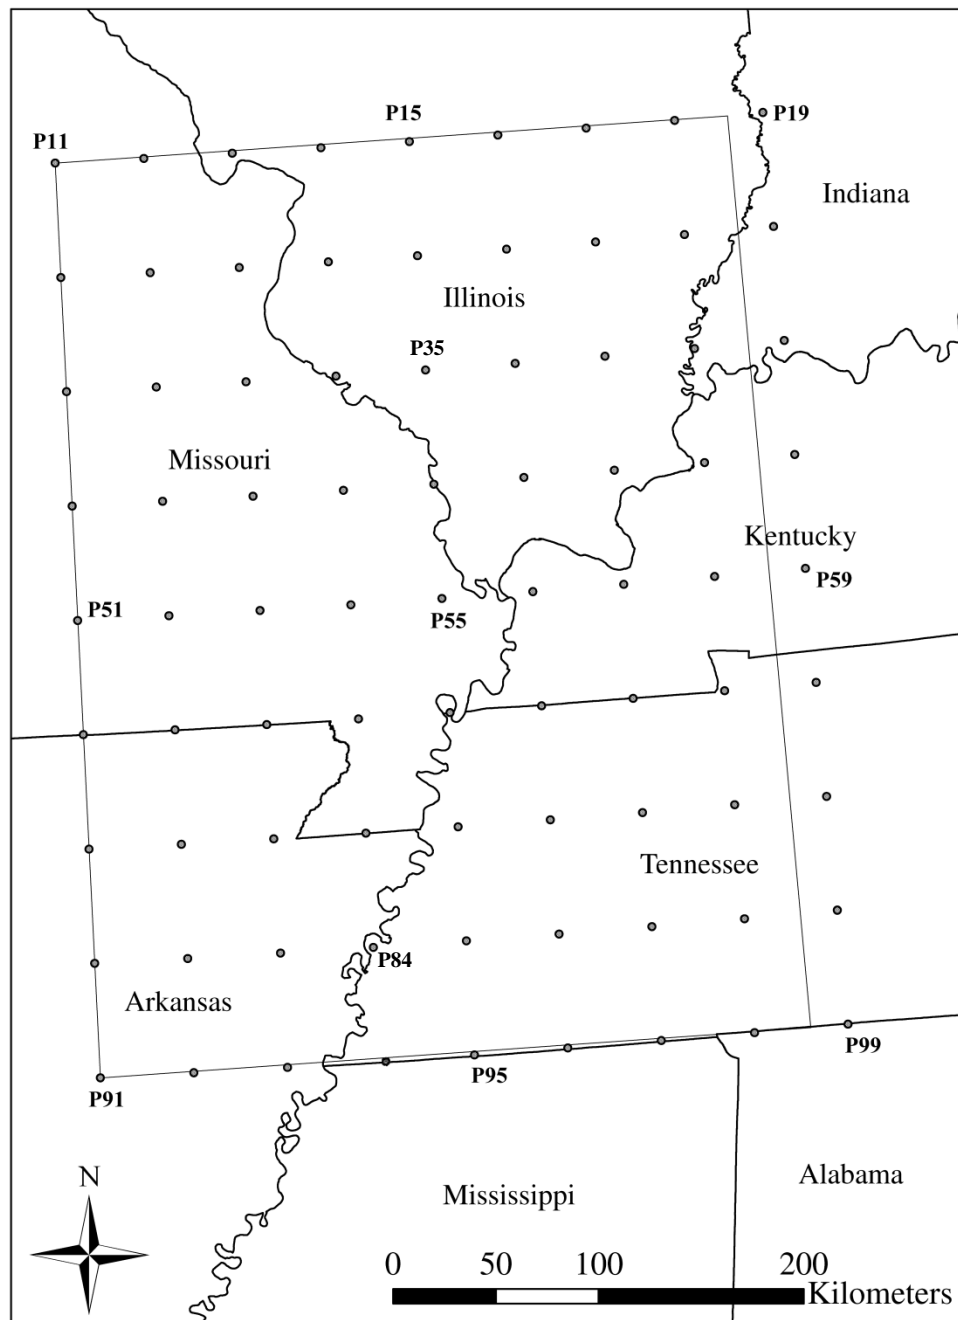 P15
P19
P11
Indiana
Illinois
P35
Missouri
Kentucky
P59
P51
P55
Tennessee
P84
Arkansas
P99
P95
P91
N
Alabama
Mississippi
0 50 100 200
Kilometers